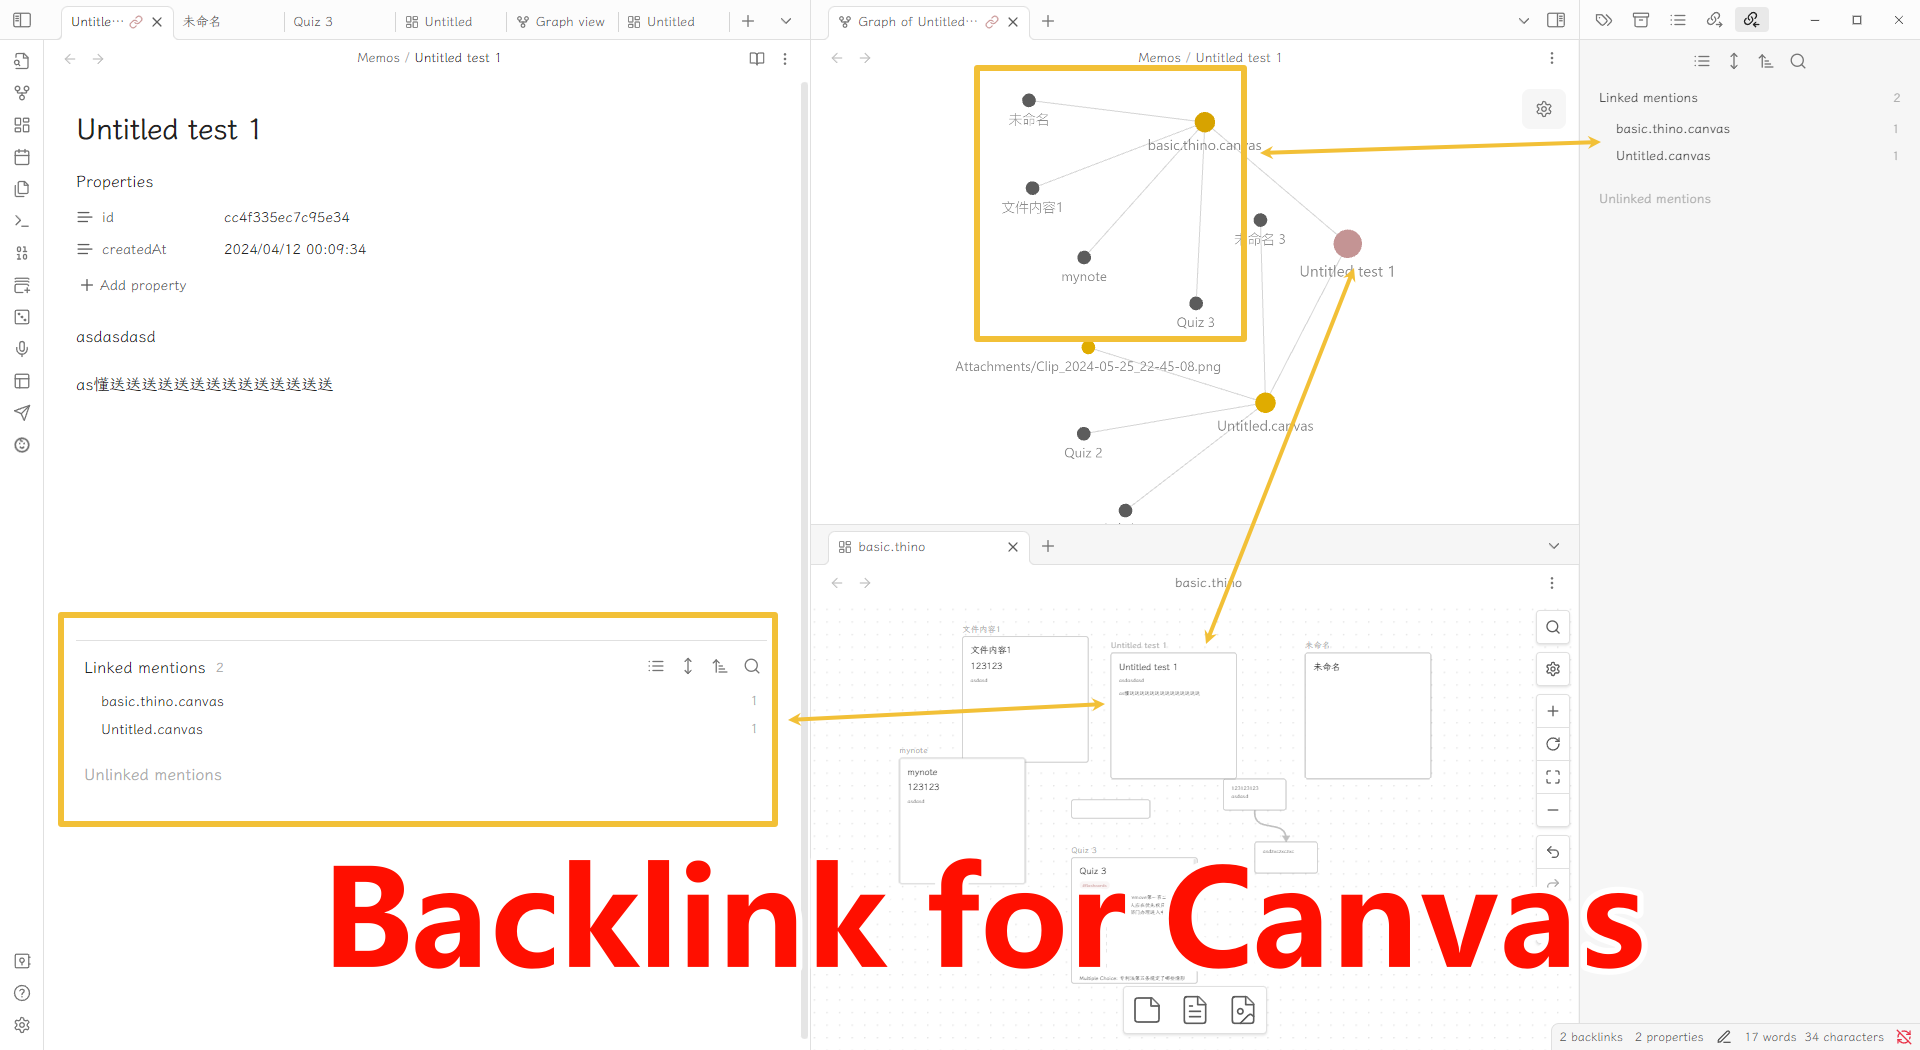 Untitle…
未命名
Quiz 3
Untitled
Graph view
Untitled
Graph of Untitled…
Memos / Untitled test 1
Untitled test 1
Properties
id cc4f335ec7c95e34
createdAt 2024/04/12 00:09:34
Add property
asdasdasd
as懂送送送送送送送送送送送送送送
Linked mentions 2
basic.thino.canvas 1
Untitled.canvas 1
Unlinked mentions
Memos / Untitled test 1
未命名
basic.thino.canvas
文件内容1
未命名 3
Untitled test 1
mynote
Quiz 3
Attachments/Clip_2024-05-25_22-45-08.png
Untitled.canvas
Quiz 2
basic.thino
basic.thino
文件内容1
文件内容1
123123
asdasd
Untitled test 1
Untitled test 1
asdasdasd
未命名
未命名
mynote
mynote
123123
asdasd
123123123
asdasd
Quiz 3
Quiz 3
Linked mentions 2
basic.thino.canvas 1
Untitled.canvas 1
Unlinked mentions
Backlink for Canvas
2 backlinks 2 properties 17 words 34 characters